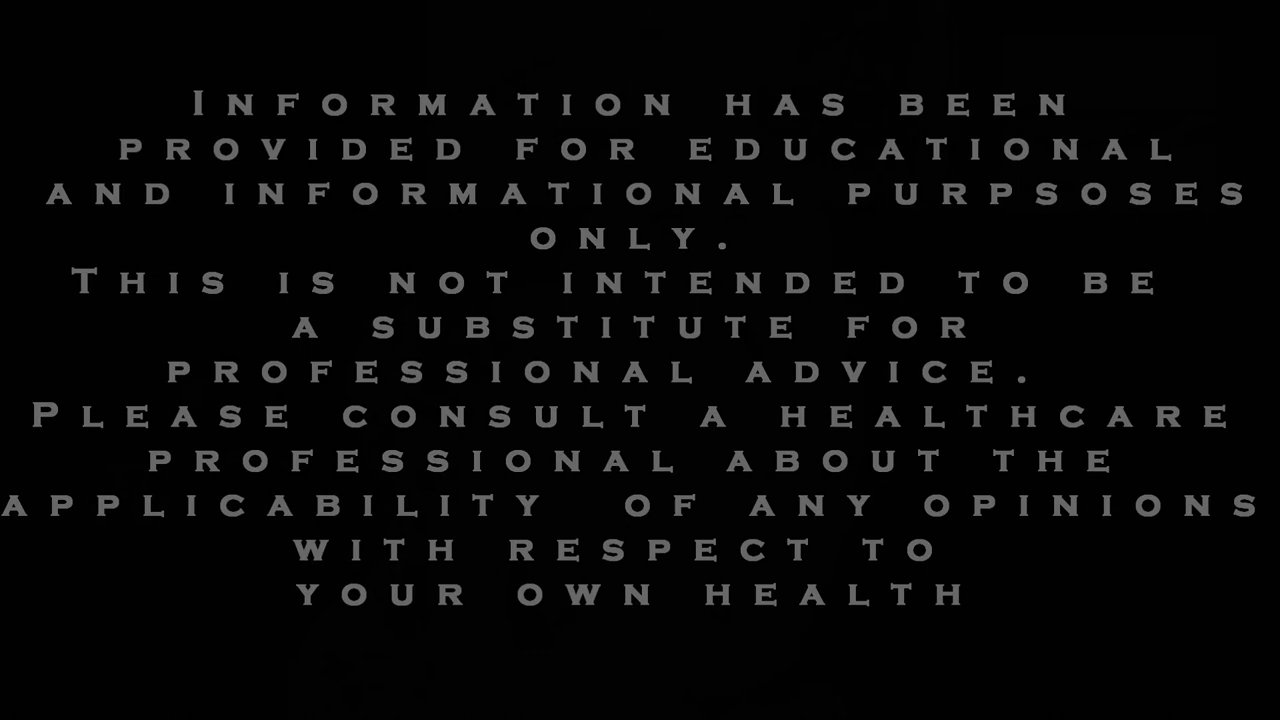 Information has been
provided for educational
and informational purpsoses
only.
This is not intended to be
a substitute for
professional advice.
Please consult a healthcare
professional about the
applicability of any opinions
with respect to
your own health